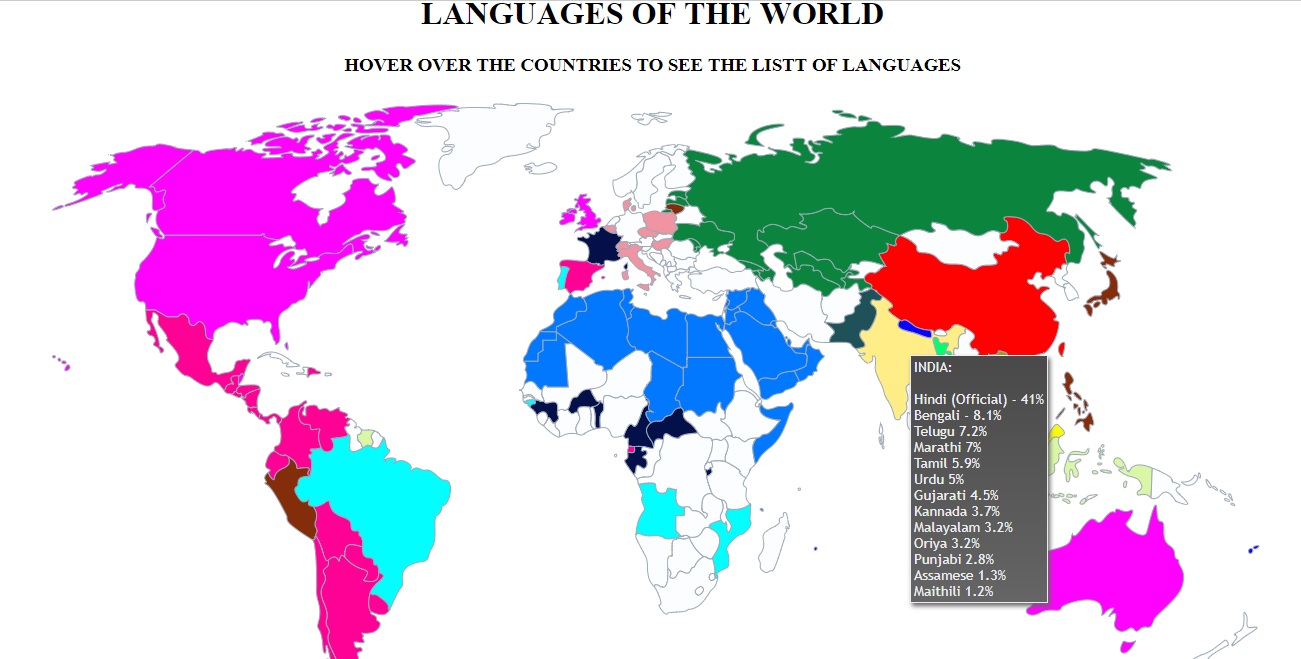 LANGUAGES OF THE WORLD
HOVER OVER THE COUNTRIES TO SEE THE LISTT OF LANGUAGES
INDIA:
Hindi (Official) - 41%
Bengali - 8.1%
Telugu 7.2%
Marathi 7%
Tamil 5.9%
Urdu 5%
Gujarati 4.5%
Kannada 3.7%
Malayalam 3.2%
Oriya 3.2%
Punjabi 2.8%
Assamese 1.3%
Maithili 1.2%